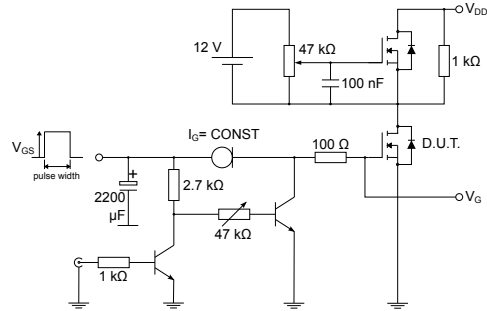 V_DD
12 V
47 kΩ
1 kΩ
100 nF
V_GS
pulse width
I_G= CONST
100 Ω
D.U.T.
+
2200
μF
2.7 kΩ
47 kΩ
V_G
1 kΩ